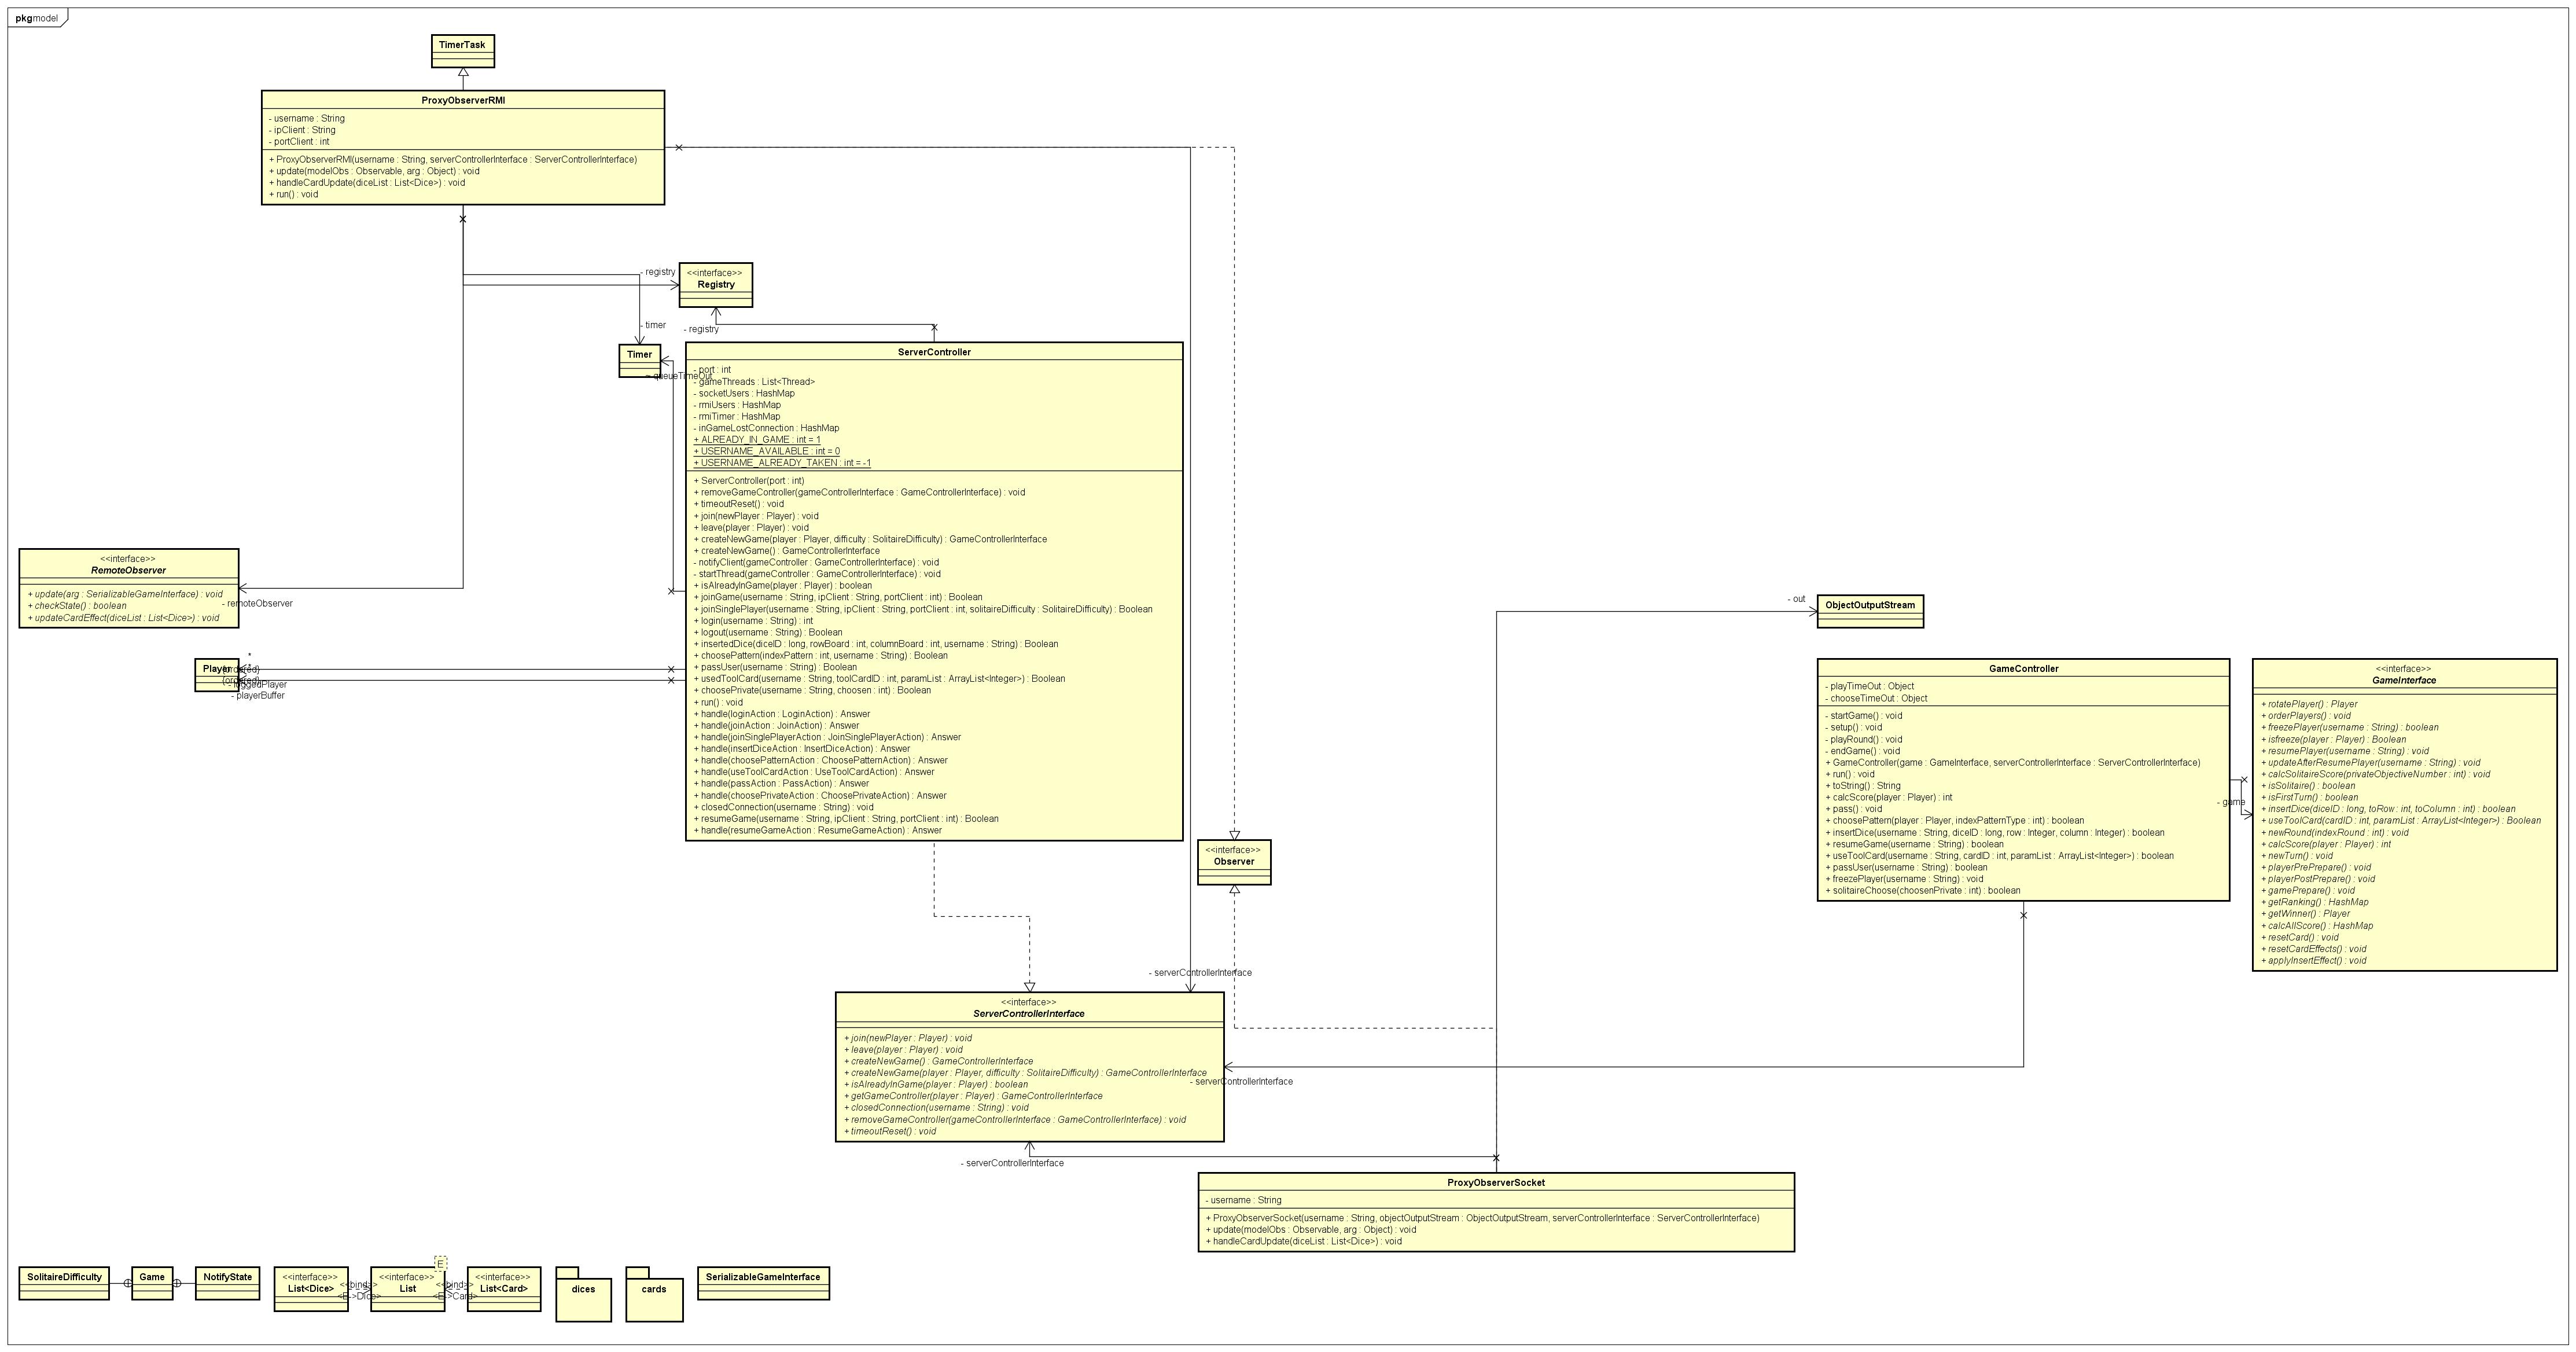 pkg model
TimerTask
ProxyObserverRMI
- username : String
- ipClient : String
- portClient : int
+ ProxyObserverRMI(username : String, serverControllerInterface : ServerControllerInterface)
+ update(modelObs : Observable, arg : Object) : void
+ handleCardUpdate(diceList : List<Dice>) : void
+ run() : void
- registry
<<interface>>
Registry
- timer
- registry
Timer
~ queueTimeOut
ServerController
- port : int
- gameThreads : List<Thread>
- socketUsers : HashMap
- rmiUsers : HashMap
- rmiTimer : HashMap
- inGameLostConnection : HashMap
+ ALREADY_IN_GAME : int = 1
+ USERNAME_AVAILABLE : int = 0
+ USERNAME_ALREADY_TAKEN : int = -1
+ ServerController(port : int)
+ removeGameController(gameControllerInterface : GameControllerInterface) : void
+ timeoutReset() : void
+ join(newPlayer : Player) : void
+ leave(player : Player) : void
+ createNewGame(player : Player, difficulty : SolitaireDifficulty) : GameControllerInterface
+ createNewGame() : GameControllerInterface
- notifyClient(gameController : GameControllerInterface) : void
- startThread(gameController : GameControllerInterface) : void
+ isAlreadyInGame(player : Player) : boolean
+ joinGame(username : String, ipClient : String, portClient : int) : Boolean
+ joinSinglePlayer(username : String, ipClient : String, portClient : int, solitaireDifficulty : SolitaireDifficulty) : Boolean
+ login(username : String) : int
+ logout(username : String) : Boolean
+ insertedDice(diceID : long, rowBoard : int, columnBoard : int, username : String) : Boolean
+ choosePattern(indexPattern : int, username : String) : Boolean
+ passUser(username : String) : Boolean
+ usedToolCard(username : String, toolCardID : int, paramList : ArrayList<Integer>) : Boolean
+ choosePrivate(username : String, choosen : int) : Boolean
+ run() : void
+ handle(loginAction : LoginAction) : Answer
+ handle(joinAction : JoinAction) : Answer
+ handle(joinSinglePlayerAction : JoinSinglePlayerAction) : Answer
+ handle(insertDiceAction : InsertDiceAction) : Answer
+ handle(choosePatternAction : ChoosePatternAction) : Answer
+ handle(useToolCardAction : UseToolCardAction) : Answer
+ handle(passAction : PassAction) : Answer
+ handle(choosePrivateAction : ChoosePrivateAction) : Answer
+ closedConnection(username : String) : void
+ resumeGame(username : String, ipClient : String, portClient : int) : Boolean
+ handle(resumeGameAction : ResumeGameAction) : Answer
<<interface>>
RemoteObserver
+ update(arg : SerializableGameInterface) : void
+ checkState() : boolean
+ updateCardEffect(diceList : List<Dice>) : void
- remoteObserver
*
Player
*
{ordered}
- playerBuffer
- out
ObjectOutputStream
GameController
- playTimeOut : Object
- chooseTimeOut : Object
- startGame() : void
- setup() : void
- playRound() : void
- endGame() : void
+ GameController(game : GameInterface, serverControllerInterface : ServerControllerInterface)
+ run() : void
+ toString() : String
+ calcScore(player : Player) : int
+ pass() : void
+ choosePattern(player : Player, indexPatternType : int) : boolean
+ insertDice(username : String, diceID : long, row : Integer, column : Integer) : boolean
+ resumeGame(username : String) : boolean
+ useToolCard(username : String, cardID : int, paramList : ArrayList<Integer>) : boolean
+ passUser(username : String) : boolean
+ freezePlayer(username : String) : void
+ solitaireChoose(choosenPrivate : int) : boolean
- game
<<interface>>
GameInterface
+ rotatePlayer() : Player
+ orderPlayers() : void
+ freezePlayer(username : String) : boolean
+ isfreeze(player : Player) : Boolean
+ resumePlayer(username : String) : void
+ updateAfterResumePlayer(username : String) : void
+ calcSolitaireScore(privateObjectiveNumber : int) : void
+ isSolitaire() : boolean
+ isFirstTurn() : boolean
+ insertDice(diceID : long, toRow : int, toColumn : int) : boolean
+ useToolCard(cardID : int, paramList : ArrayList<Integer>) : Boolean
+ newRound(indexRound : int) : void
+ calcScore(player : Player) : int
+ newTurn() : void
+ playerPrePrepare() : void
+ playerPostPrepare() : void
+ gamePrepare() : void
+ getRanking() : HashMap
+ getWinner() : Player
+ calcAllScore() : HashMap
+ resetCard() : void
+ resetCardEffects() : void
+ applyInsertEffect() : void
<<interface>>
Observer
- serverControllerInterface
<<interface>>
ServerControllerInterface
+ join(newPlayer : Player) : void
+ leave(player : Player) : void
+ createNewGame() : GameControllerInterface
+ createNewGame(player : Player, difficulty : SolitaireDifficulty) : GameControllerInterface
+ isAlreadyInGame(player : Player) : boolean
+ getGameController(player : Player) : GameControllerInterface
+ closedConnection(username : String) : void
+ removeGameController(gameControllerInterface : GameControllerInterface) : void
+ timeoutReset() : void
- serverControllerInterface
- serverControllerInterface
ProxyObserverSocket
- username : String
+ ProxyObserverSocket(username : String, objectOutputStream : ObjectOutputStream, serverControllerInterface : ServerControllerInterface)
+ update(modelObs : Observable, arg : Object) : void
+ handleCardUpdate(diceList : List<Dice>) : void
SolitaireDifficulty
Game
NotifyState
<<interface>>
List<Dice>
<<bind>>
<E->Dice>
E
<<interface>>
List
<<bind>>
<E->Card>
<<interface>>
List<Card>
dices
cards
SerializableGameInterface